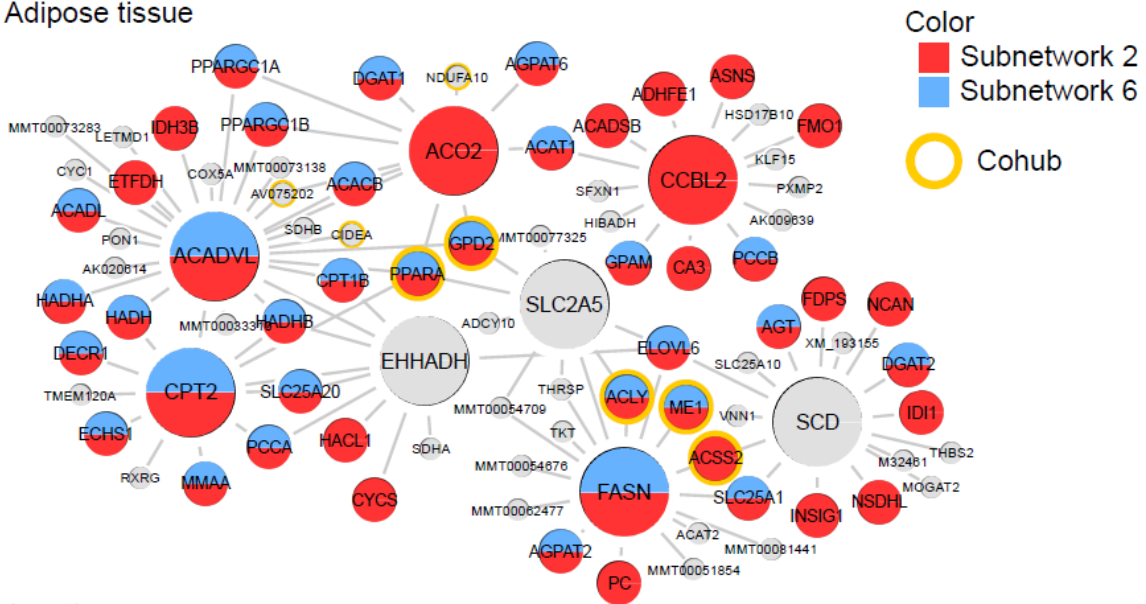 Adipose tissue
Color
Subnetwork 2
Subnetwork 6
Cohub
PPARGC1A
DGAT1
NDUFA10
AGPAT6
ASNS
ADHFE1
HSD17B10
FMO1
MMT00073283
LETMD1
IDH3B
PPARGC1B
ACO2
ACAT1
ACADSB
KLF15
CYC1
ETFDH
COX5A
MMT00073138
ACACB
CCBL2
PXMP2
AV075202
SFXN1
ACADL
SDHB
CIDEA
HIBADH
AK009639
PON1
GPD2
MMT00077325
ACADVL
AK020614
CPT1B
PPARA
GPAM
CA3
PCCB
HADHA
SLC2A5
FDPS
NCAN
HADH
HADHB
ADCY10
AGT
XM_193155
DECR1
EHHADH
ELOVL6
SLC25A10
DGAT2
TMEM120A
CPT2
SLC25A20
THRSP
ACLY
ME1
VNN1
SCD
IDI1
MMT00054709
ECHS1
PCCA
HACL1
SDHA
TKT
ACSS2
M32461
THBS2
RXRG
MMAA
MMT00054676
FASN
SLC25A1
MOGAT2
CYCS
MMT00062477
INSIG1
NSDHL
AGPAT2
ACAT2
MMT00081441
PC
MMT00051854